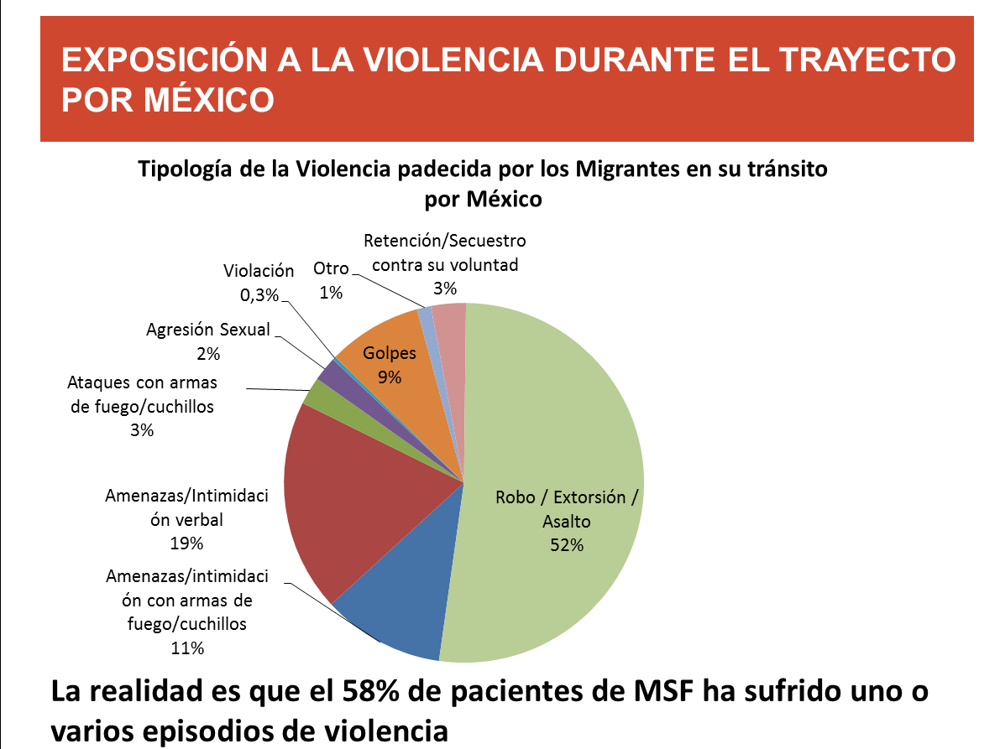 EXPOSICIÓN A LA VIOLENCIA DURANTE EL TRAYECTO
POR MÉXICO
Tipología de la Violencia padecida por los Migrantes en su tránsito
por México
Retención/Secuestro
contra su voluntad
3%
Otro
1%
Violación
0,3%
Agresión Sexual
2%
Golpes
9%
Ataques con armas
de fuego/cuchillos
3%
Amenazas/Intimidaci
ón verbal
19%
Robo / Extorsión /
Asalto
52%
Amenazas/intimidaci
ón con armas de
fuego/cuchillos
11%
La realidad es que el 58% de pacientes de MSF ha sufrido uno o
varios episodios de violencia